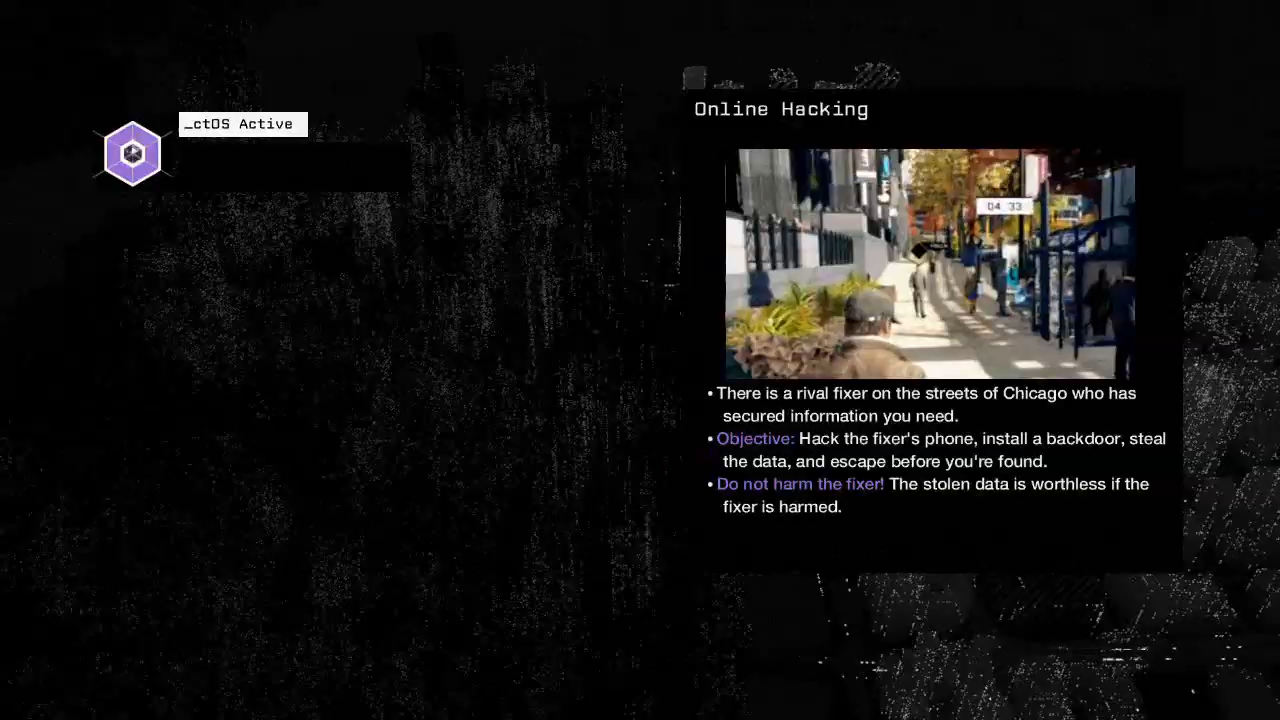 _ctOS Active
Online Hacking
04 33
• There is a rival fixer on the streets of Chicago who has
secured information you need.
• Objective: Hack the fixer's phone, install a backdoor, steal
the data, and escape before you're found.
• Do not harm the fixer! The stolen data is worthless if the
fixer is harmed.